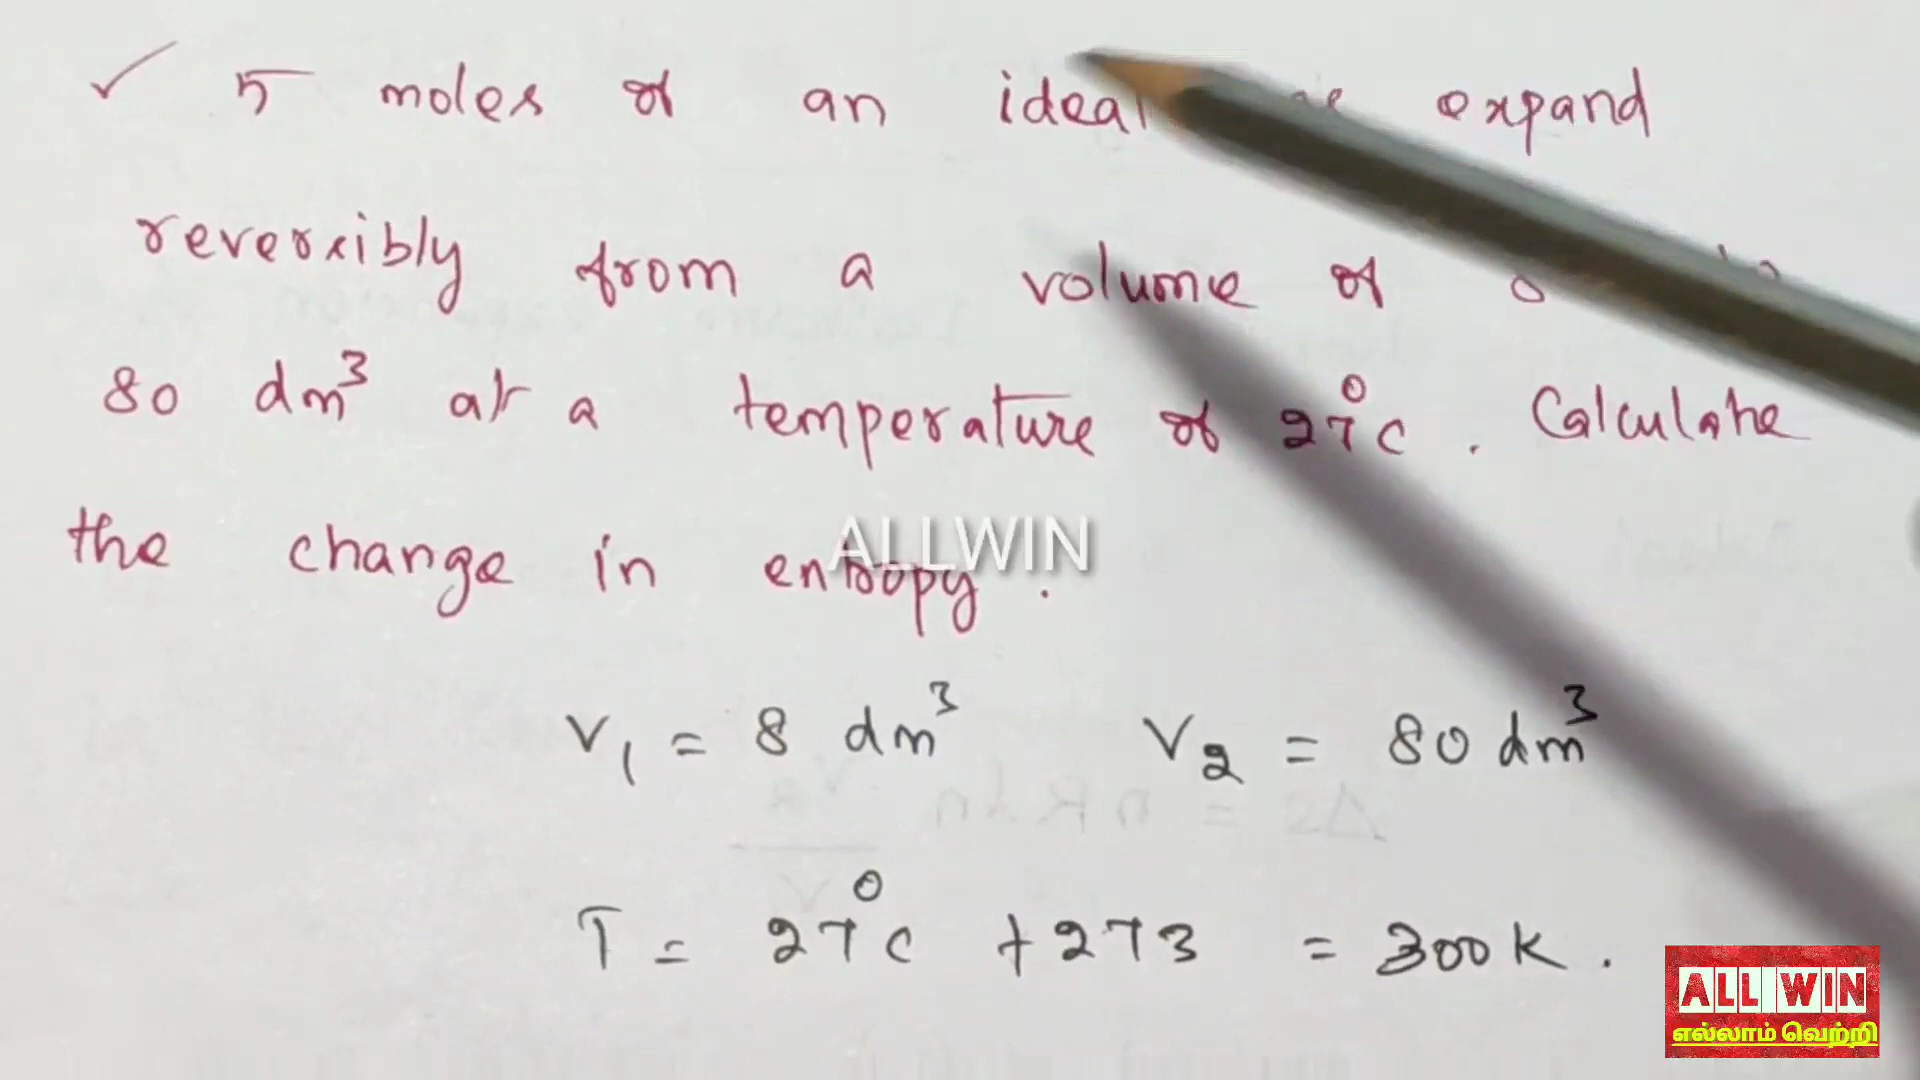 ✓ 5 moles of an ideal expand
reversibly from a volume of
80 dm³ at a temperature of 27°C. Calculate
the change in entropy.
ALLWIN
V₁ = 8 dm³ V₂ = 80 dm³
T = 27°C + 273 = 300K.
ALL WIN
எல்லாம் வெற்றி